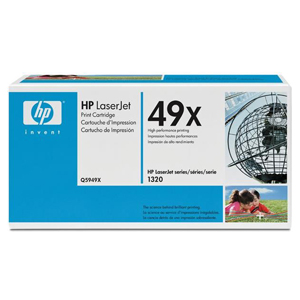 hp
invent
HP LaserJet
Print Cartridge
Cartouche d'Impression
Cartucho de Impresión
Q5949X
49X
High performance printing
Impression hautes performances
Impresión de alto rendimiento
HP LaserJet series/séries/serie
1320